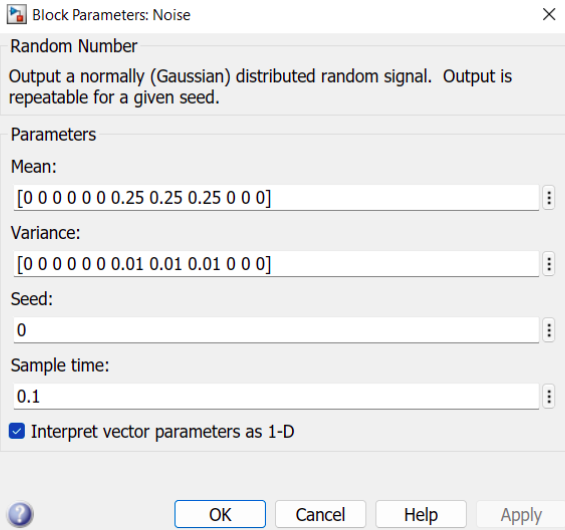 Block Parameters: Noise
Random Number
Output a normally (Gaussian) distributed random signal.  Output is
repeatable for a given seed.
Parameters
Mean:
[0 0 0 0 0 0 0.25 0.25 0.25 0 0 0]
Variance:
[0 0 0 0 0 0 0.01 0.01 0.01 0 0 0]
Seed:
0
Sample time:
0.1
Interpret vector parameters as 1-D
OK Cancel Help Apply